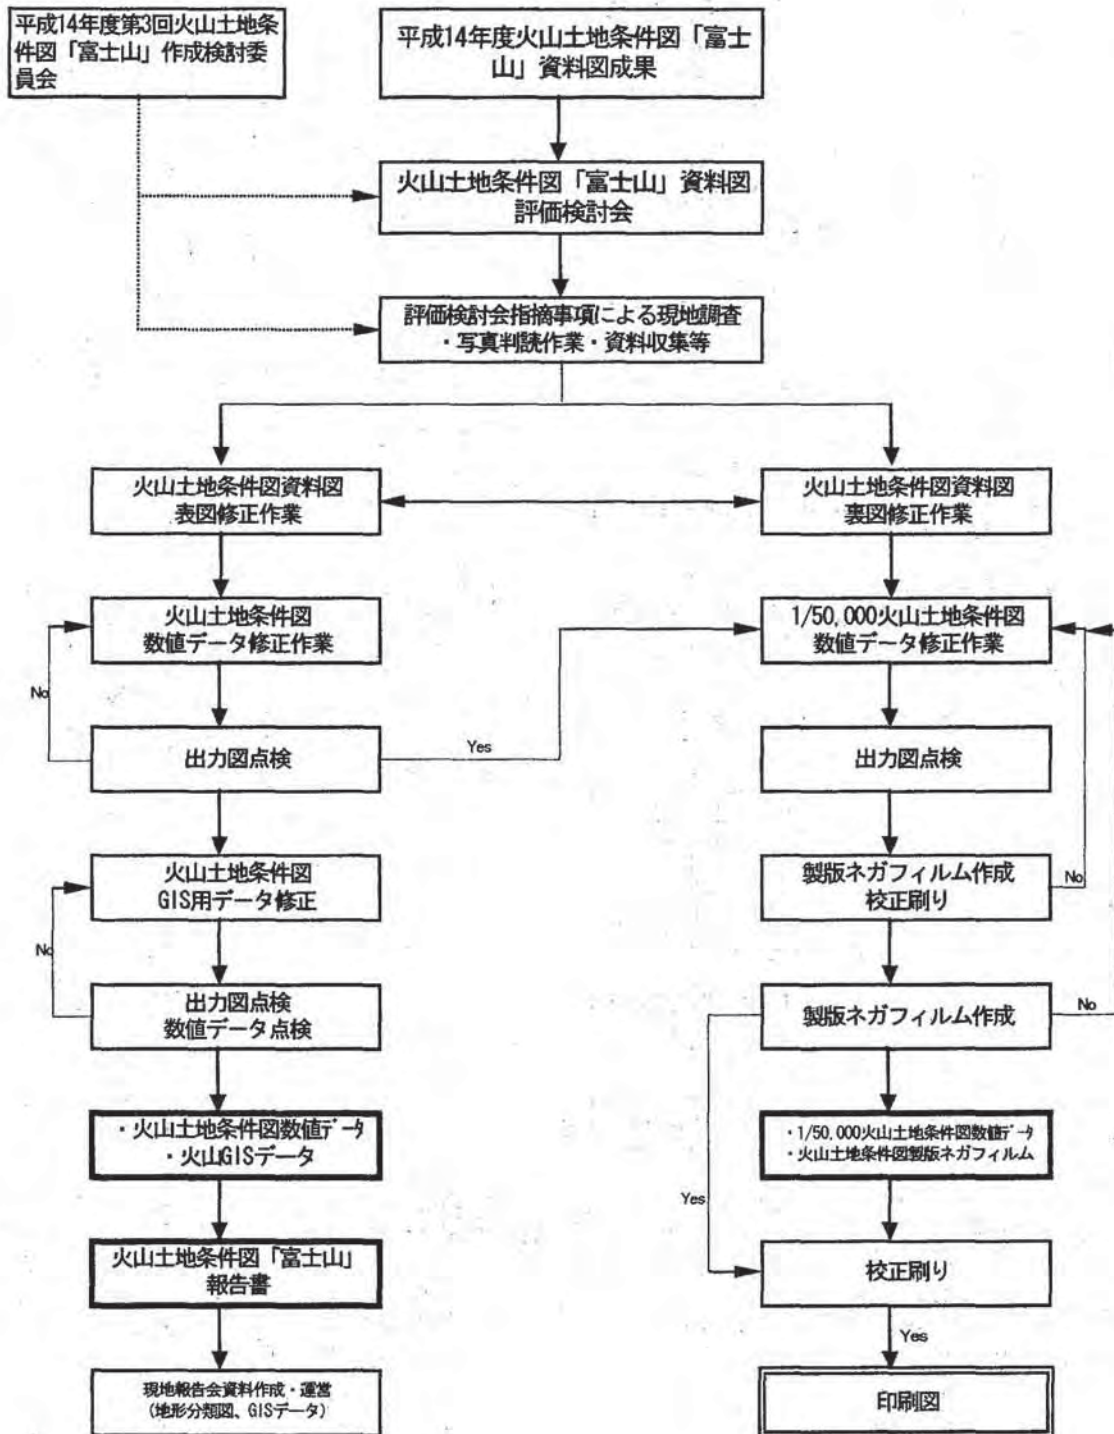 平成14年度第3回火山土地条
件図「富士山」作成検討委
員会
平成14年度火山土地条件図「富士
山」資料図成果
火山土地条件図「富士山」資料図
評価検討会
評価検討会指摘事項による現地調査
・写真判読作業・資料収集等
火山土地条件図資料図
表図修正作業
火山土地条件図資料図
裏図修正作業
火山土地条件図
数値データ修正作業
1/50,000火山土地条件図
数値データ修正作業
No
出力図点検
Yes
出力図点検
火山土地条件図
GIS用データ修正
製版ネガフィルム作成
校正刷り
No
No
出力図点検
数値データ点検
製版ネガフィルム作成
No
・火山土地条件図数値データ
・火山GISデータ
・1/50,000火山土地条件図数値データ
・火山土地条件図製版ネガフィルム
Yes
火山土地条件図「富士山」
報告書
校正刷り
Yes
現地報告会資料作成・運営
(地形分類図、GISデータ)
印刷図